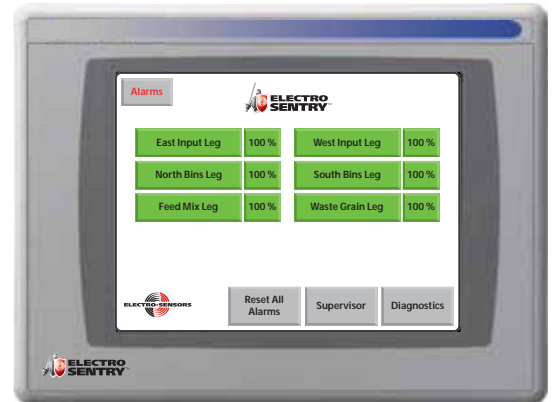 Alarms
ELECTRO
SENTRY
East Input Leg 100 % West Input Leg 100 %
North Bins Leg 100 % South Bins Leg 100 %
Feed Mix Leg 100 % Waste Grain Leg 100 %
ELECTRO-SENSORS
Reset All
Alarms
Supervisor
Diagnostics
ELECTRO
SENTRY